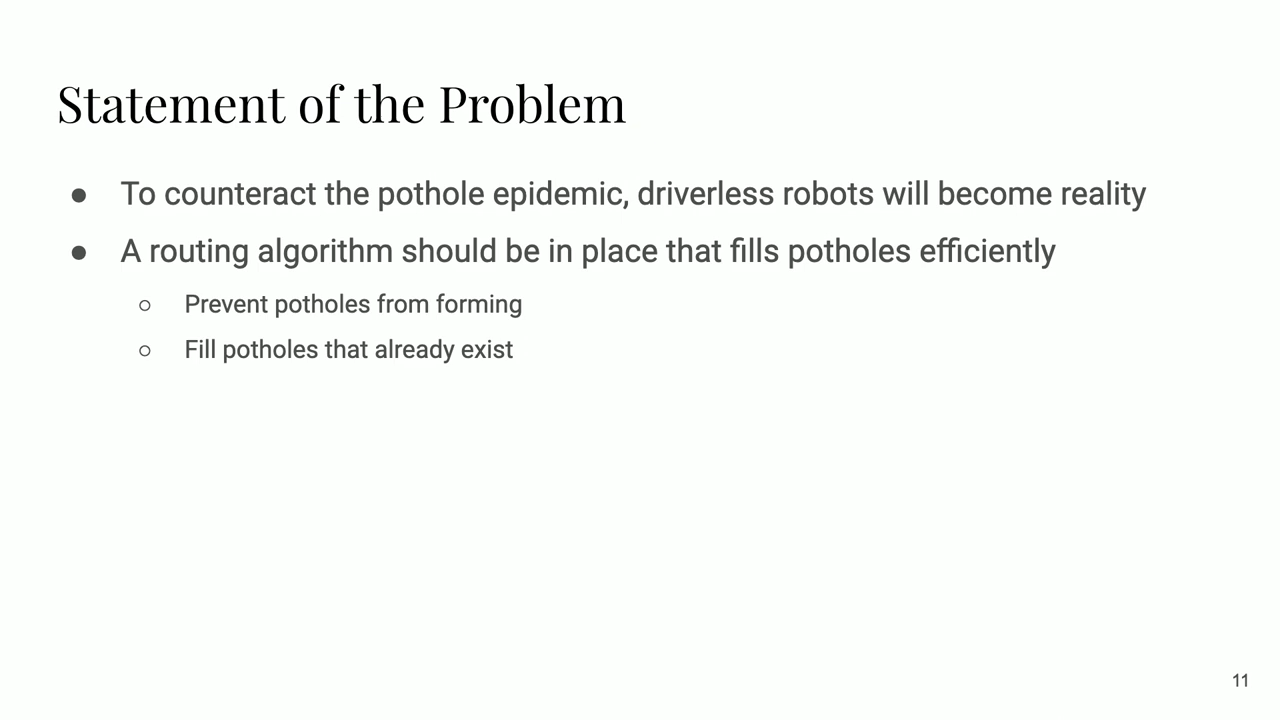 Statement of the Problem
● To counteract the pothole epidemic, driverless robots will become reality
● A routing algorithm should be in place that fills potholes efficiently
○ Prevent potholes from forming
○ Fill potholes that already exist
11